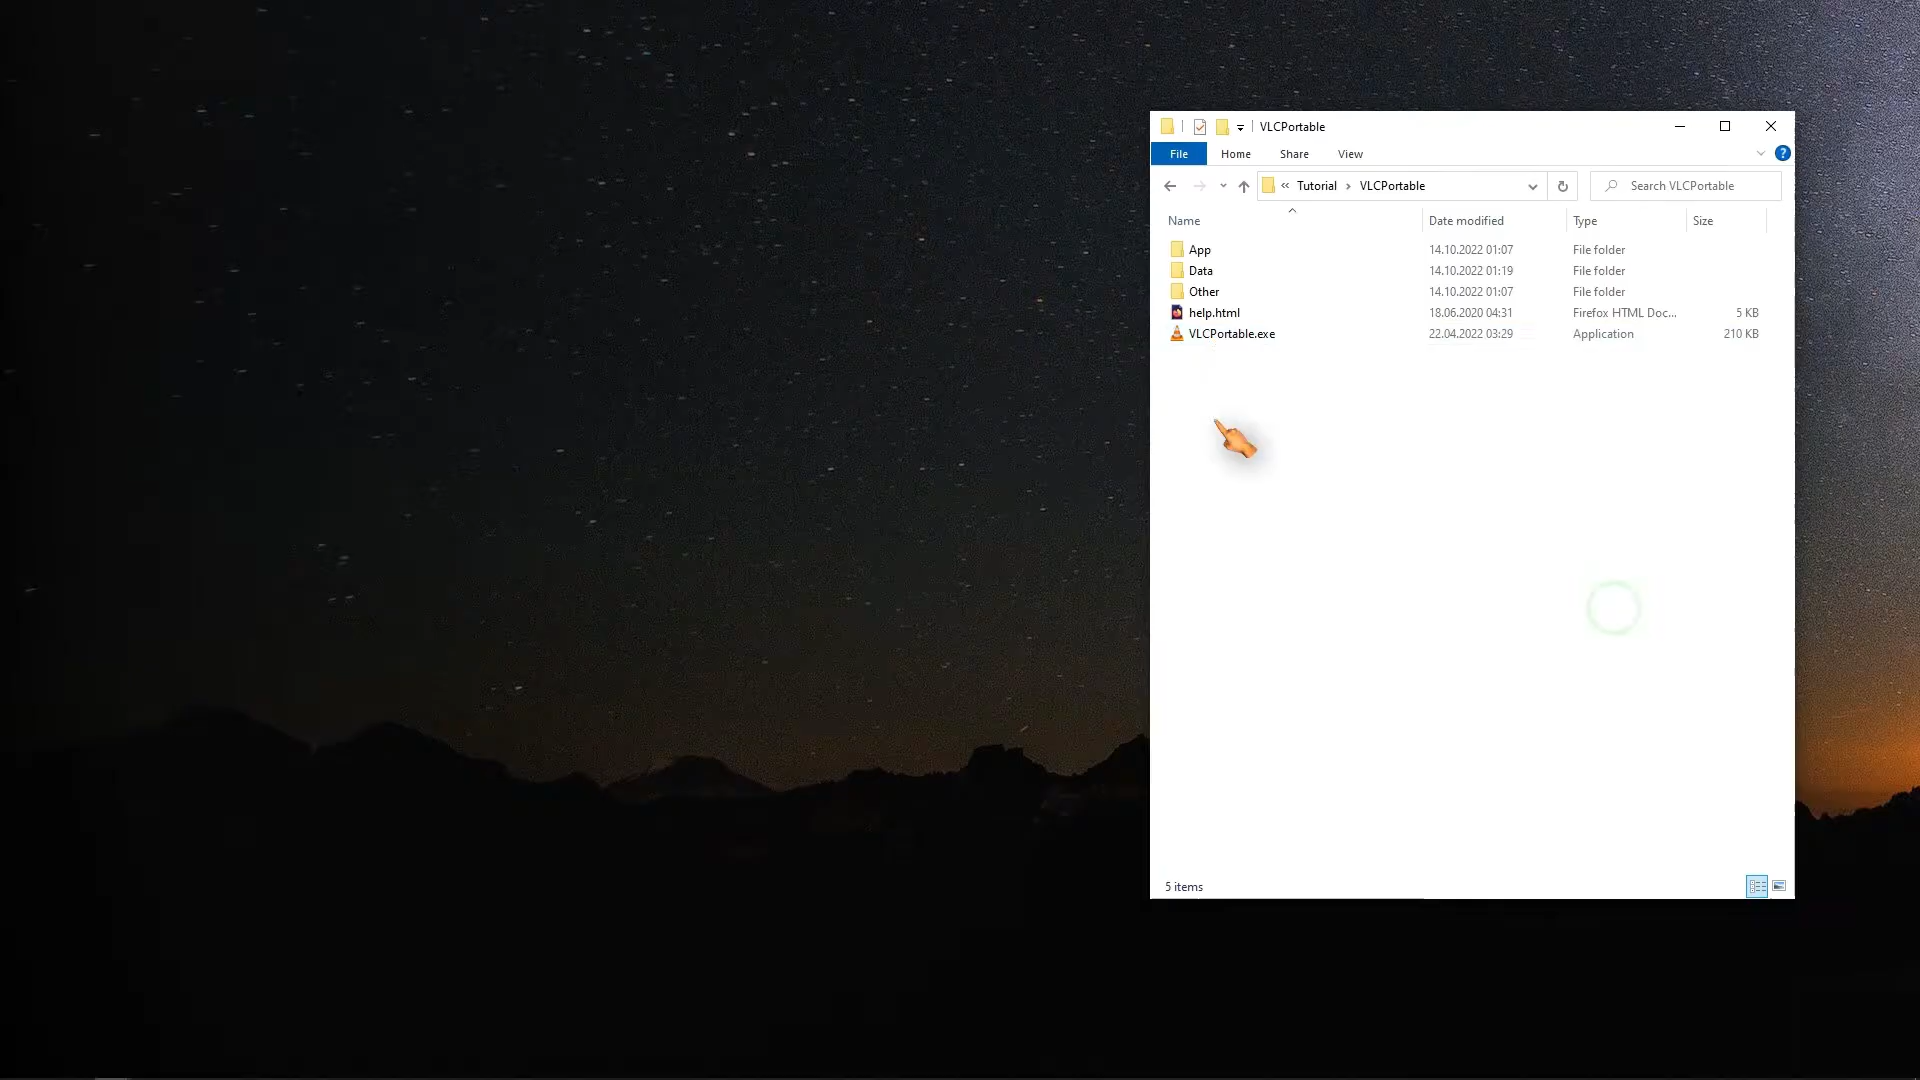 VLCPortable
File Home Share View
« Tutorial › VLCPortable Search VLCPortable
Name Date modified Type Size
App 14.10.2022 01:07 File folder
Data 14.10.2022 01:19 File folder
Other 14.10.2022 01:07 File folder
help.html 18.06.2020 04:31 Firefox HTML Doc... 5 KB
VLCPortable.exe 22.04.2022 03:29 Application 210 KB
5 items